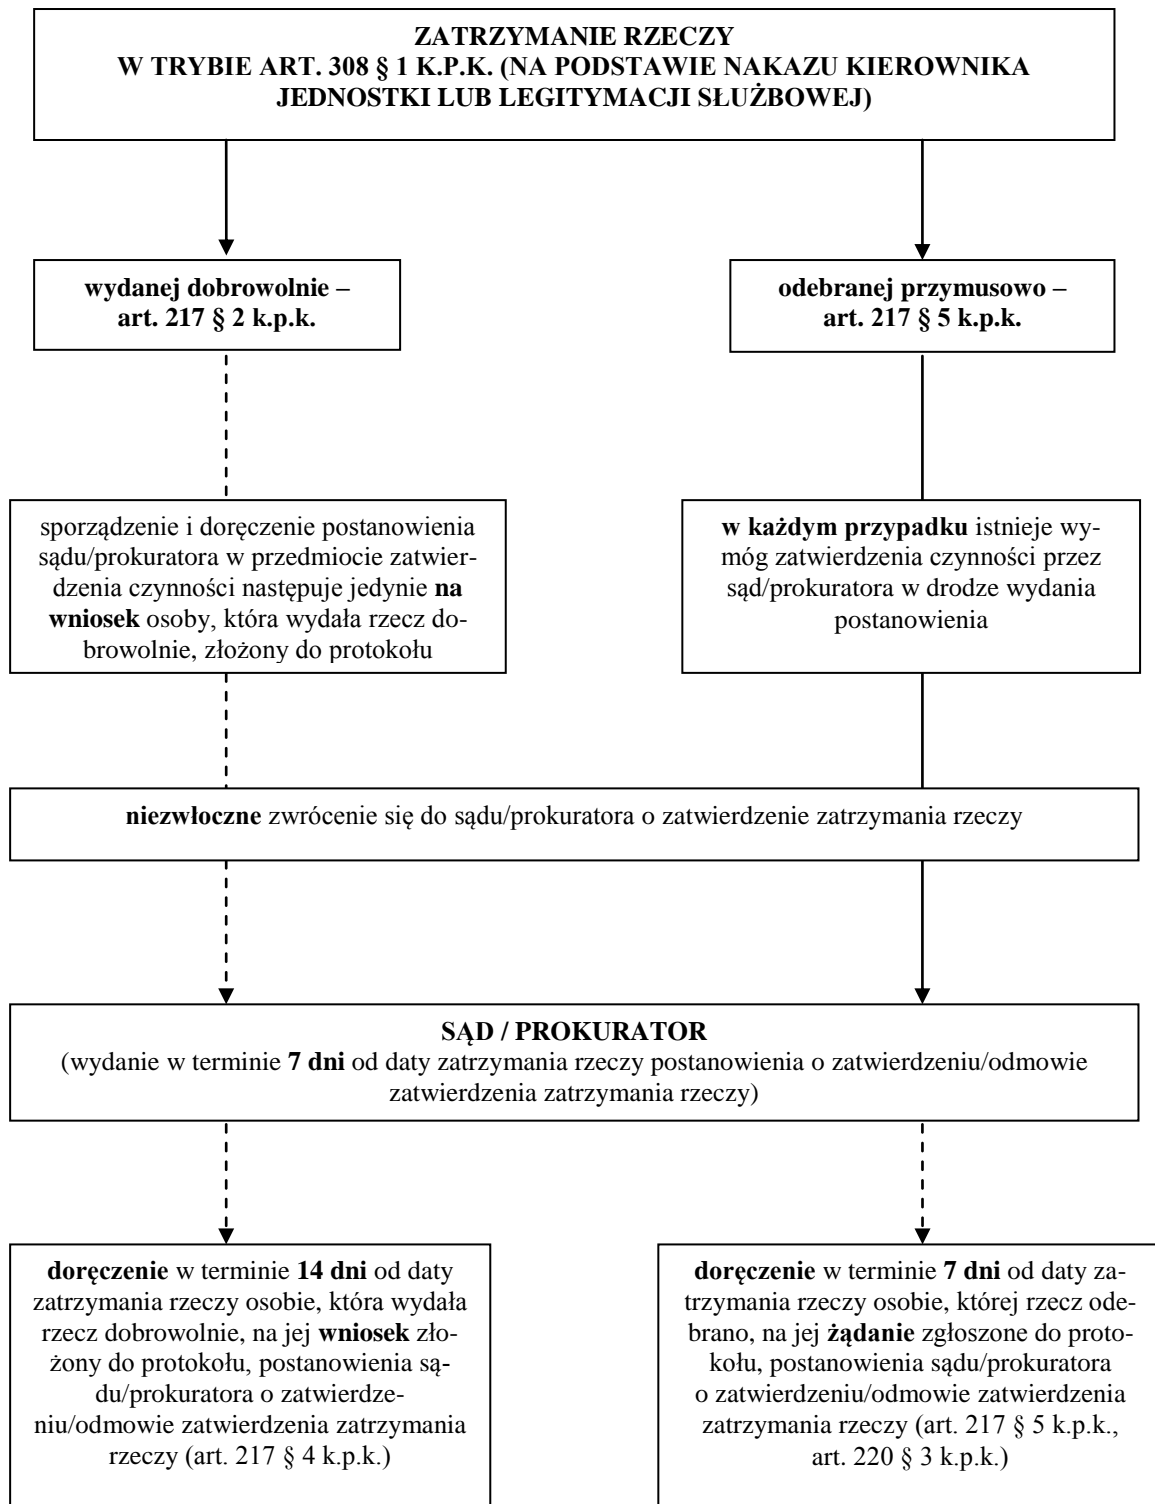 ZATRZYMANIE RZECZY
W TRYBIE ART. 308 § 1 K.P.K. (NA PODSTAWIE NAKAZU KIEROWNIKA
JEDNOSTKI LUB LEGITYMACJI SŁUŻBOWEJ)
wydanej dobrowolnie –
art. 217 § 2 k.p.k.
odebranej przymusowo –
art. 217 § 5 k.p.k.
sporządzenie i doręczenie postanowienia
sądu/prokuratora w przedmiocie zatwier-
dzenia czynności następuje jedynie na
wniosek osoby, która wydała rzecz do-
browolnie, złożony do protokołu
w każdym przypadku istnieje wy-
móg zatwierdzenia czynności przez
sąd/prokuratora w drodze wydania
postanowienia
niezwłoczne zwrócenie się do sądu/prokuratora o zatwierdzenie zatrzymania rzeczy
SĄD / PROKURATOR
(wydanie w terminie 7 dni od daty zatrzymania rzeczy postanowienia o zatwierdzeniu/odmowie
zatwierdzenia zatrzymania rzeczy)
doręczenie w terminie 14 dni od daty
zatrzymania rzeczy osobie, która wydała
rzecz dobrowolnie, na jej wniosek zło-
żony do protokołu, postanowienia są-
du/prokuratora o zatwierdze-
niu/odmowie zatwierdzenia zatrzymania
rzeczy (art. 217 § 4 k.p.k.)
doręczenie w terminie 7 dni od daty za-
trzymania rzeczy osobie, której rzecz ode-
brano, na jej żądanie zgłoszone do proto-
kołu, postanowienia sądu/prokuratora
o zatwierdzeniu/odmowie zatwierdzenia
zatrzymania rzeczy (art. 217 § 5 k.p.k.,
art. 220 § 3 k.p.k.)